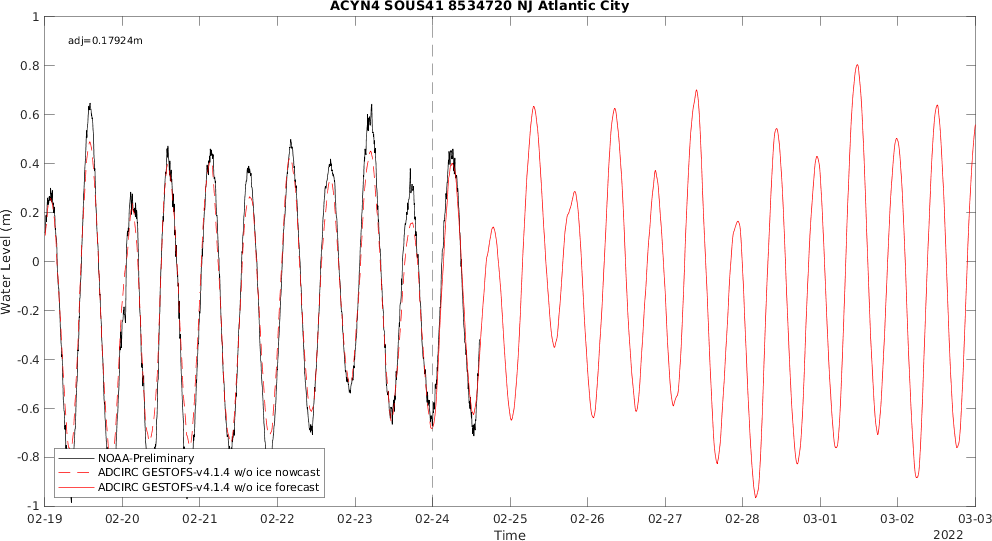 ACYN4 SOUS41 8534720 NJ Atlantic City
adj=0.17924m
1
0.8
0.6
0.4
0.2
0
-0.2
-0.4
-0.6
-0.8
-1
Water Level (m)
NOAA-Preliminary
ADCIRC GESTOFS-v4.1.4 w/o ice nowcast
ADCIRC GESTOFS-v4.1.4 w/o ice forecast
02-19 02-20 02-21 02-22 02-23 02-24 02-25 02-26 02-27 02-28 03-01 03-02 03-03
Time
2022